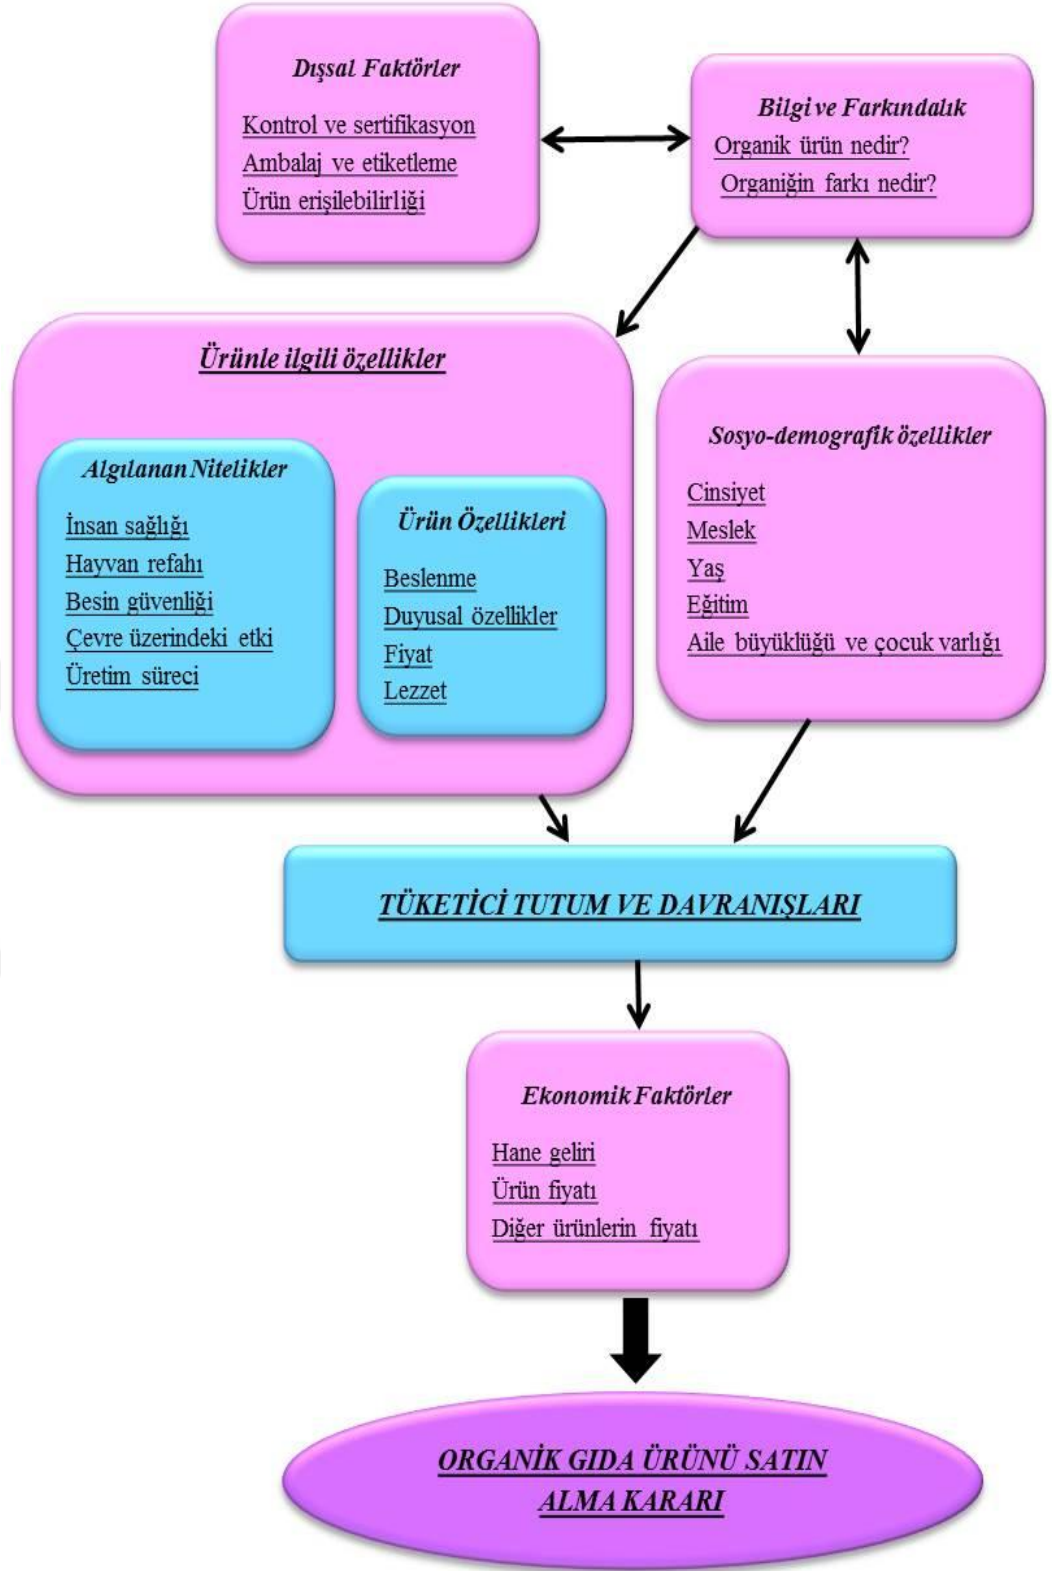 Dışsal Faktörler
Kontrol ve sertifikasyon
Ambalaj ve etiketleme
Ürün erişilebilirliği
Bilgi ve Farkındalık
Organik ürün nedir?
Organiğin farkı nedir?
Ürünle ilgili özellikler
Algılanan Nitelikler
İnsan sağlığı
Hayvan refahı
Besin güvenliği
Çevre üzerindeki etki
Üretim süreci
Ürün Özellikleri
Beslenme
Duyusal özellikler
Fiyat
Lezzet
Sosyo-demografik özellikler
Cinsiyet
Meslek
Yaş
Eğitim
Aile büyüklüğü ve çocuk varlığı
TÜKETİCİ TUTUM VE DAVRANIŞLARI
Ekonomik Faktörler
Hane geliri
Ürün fiyatı
Diğer ürünlerin fiyatı
ORGANİK GIDA ÜRÜNÜ SATIN
ALMA KARARI